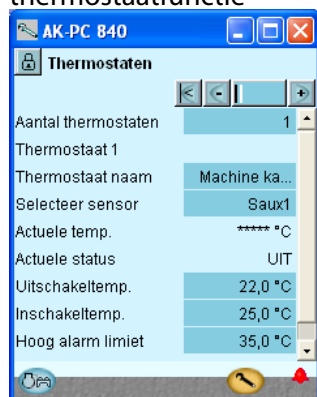 thermostaatfunctie
AK-PC 840
Thermostaten
Aantal thermostaten 1
Thermostaat 1
Thermostaat naam Machine ka...
Selecteer sensor Saux1
Actuele temp. ***** °C
Actuele status UIT
Uitschakeltemp. 22,0 °C
Inschakeltemp. 25,0 °C
Hoog alarm limiet 35,0 °C